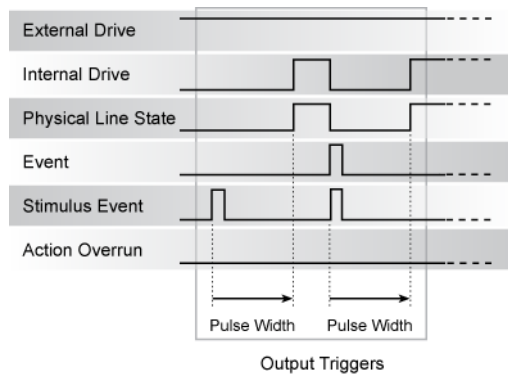 External Drive
Internal Drive
Physical Line State
Event
Stimulus Event
Action Overrun
Pulse Width Pulse Width
Output Triggers